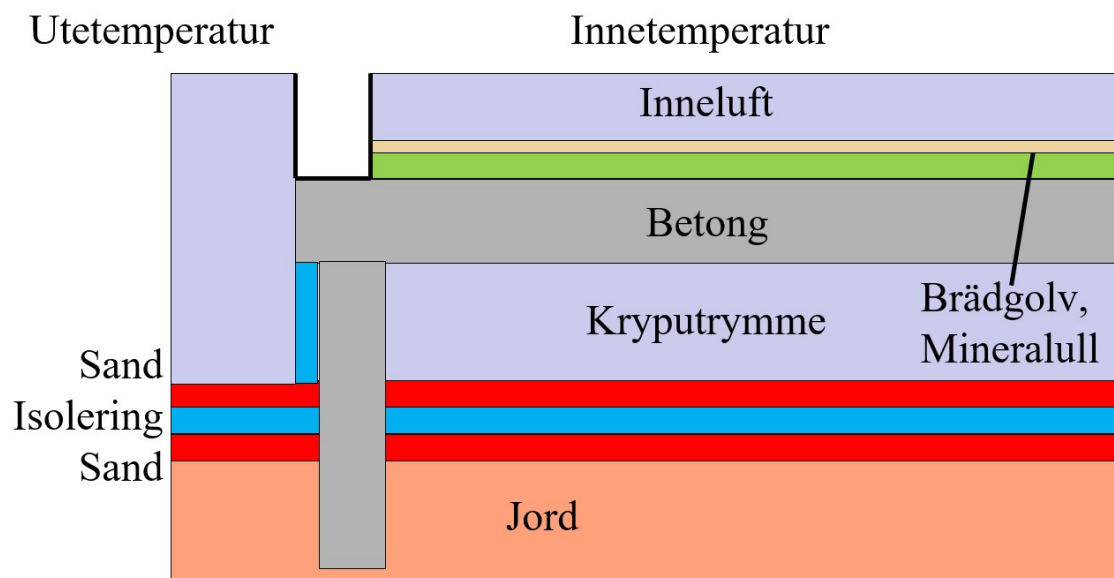 Utetemperatur
Innetemperatur
Inneluft
Betong
Brädgolv,
Mineralull
Kryputrymme
Sand
Isolering
Sand
Jord